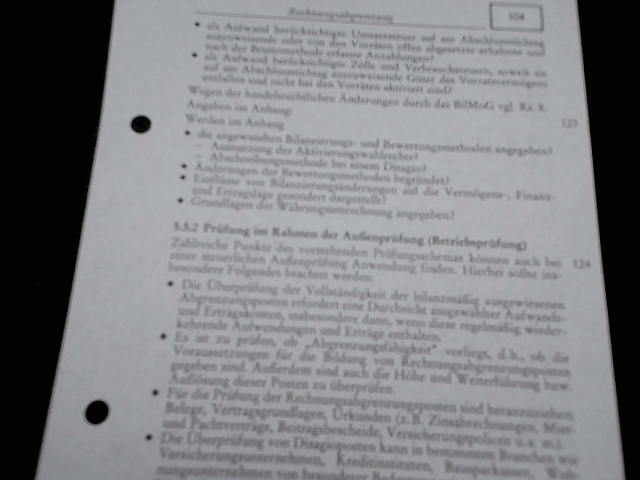 Rechnungsabgrenzung
104
• als Aufwand berücksichtigte Umsatzsteuer auf am Abschlussstichtag
auszuweisende oder von den Vorräten offen abgesetzte erhaltene und
nach der Bruttomethode erfasste Anzahlungen?
• als Aufwand berücksichtigte Zölle und Verbrauchsteuern, soweit sie
auf am Abschlussstichtag auszuweisende Güter des Vorratsvermögens
entfallen und nicht bei den Vorräten aktiviert sind?
Wegen der handelsrechtlichen Änderungen durch das BilMoG vgl. Rz. 8.
Angaben im Anhang: 123
Werden im Anhang
• die angewandten Bilanzierungs- und Bewertungsmethoden angegeben?
– Ausnutzung des Aktivierungswahlrechts?
– Abschreibungsmethode bei einem Disagio?
• Änderungen der Bewertungsmethoden begründet?
• Einflüsse von Bilanzierungsänderungen auf die Vermögens-, Finanz-
und Ertragslage gesondert dargestellt?
• Grundlagen der Währungsumrechnung angegeben?
5.5.2 Prüfung im Rahmen der Außenprüfung (Betriebsprüfung)
Zahlreiche Punkte des vorstehenden Prüfungsschemas können auch bei 124
einer steuerlichen Außenprüfung Anwendung finden. Hierbei sollte ins-
besondere Folgendes beachtet werden:
• Die Überprüfung der Vollständigkeit der bilanzmäßig ausgewiesenen
Abgrenzungsposten erfordert eine Durchsicht ausgewählter Aufwands-
und Ertragskonten, insbesondere dann, wenn diese regelmäßig wieder-
kehrende Aufwendungen und Erträge enthalten.
• Es ist zu prüfen, ob „Abgrenzungsfähigkeit“ vorliegt, d.h., ob die
Voraussetzungen für die Bildung von Rechnungsabgrenzungsposten
gegeben sind. Außerdem sind auch die Höhe und Weiterführung bzw.
Auflösung dieser Posten zu überprüfen.
• Für die Prüfung der Rechnungsabgrenzungsposten sind heranzuziehen:
Belege, Vertragsgrundlagen, Urkunden (z.B. Zinsabrechnungen, Miet-
und Pachtverträge, Beitragsbescheide, Versicherungspolicen u.a. m.).
• Die Überprüfung von Disagioposten kann in bestimmten Branchen wie
Versicherungsunternehmen, Kreditinstituten, Bausparkassen, Woh-
nungsunternehmen von besonderer